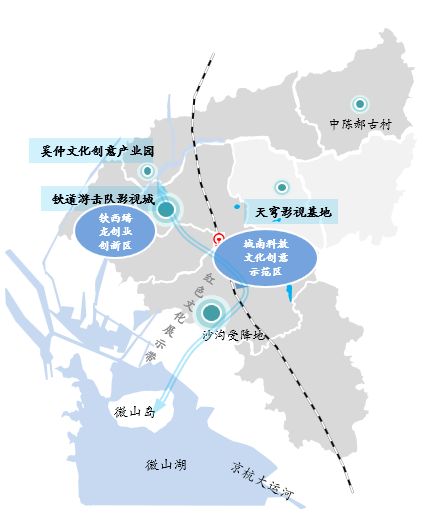 中陈郝古村
奚仲文化创意产业园
铁道游击队影视城
天穹影视基地
铁西绮
龙创业
创新区
城南科教
文化创意
示范区
红色文化展示带
沙沟受降地
微山岛
微山湖
京杭大运河